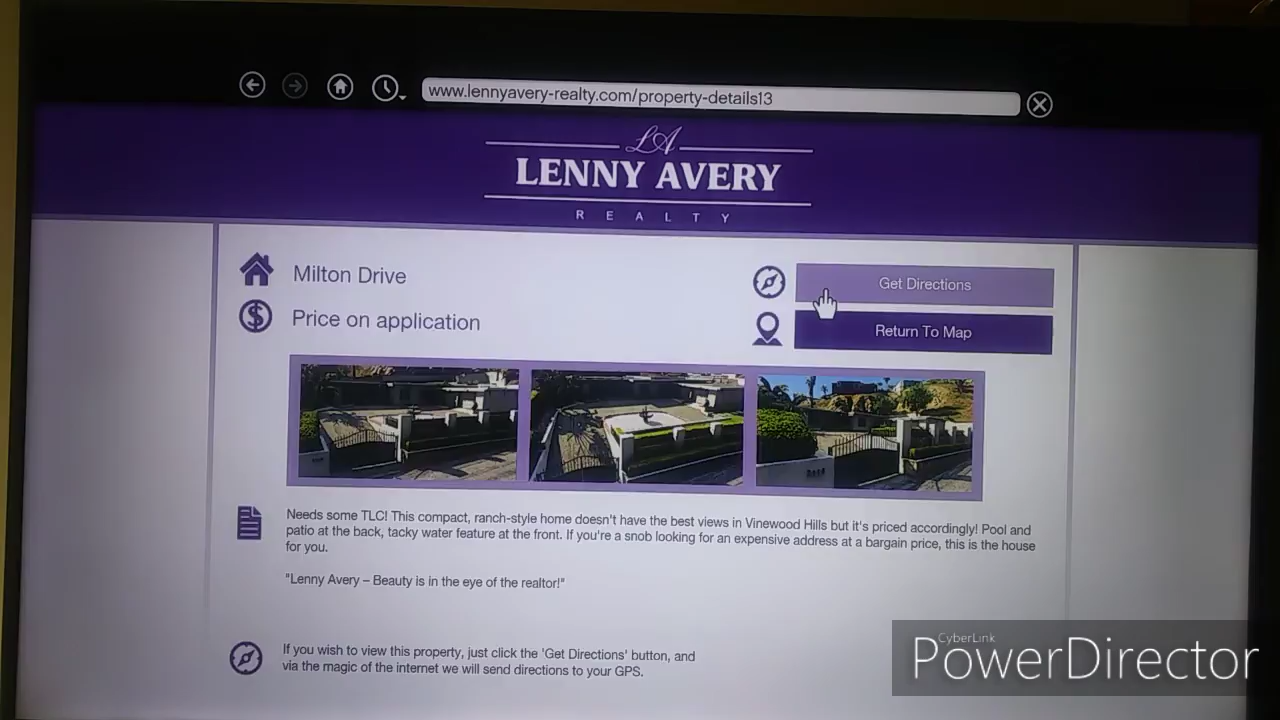 www.lennyavery-realty.com/property-details13
LA
LENNY AVERY
REALTY
Milton Drive
Get Directions
Price on application
Return To Map
Needs some TLC! This compact, ranch-style home doesn't have the best views in Vinewood Hills but it's priced accordingly! Pool and
patio at the back, tacky water feature at the front. If you're a snob looking for an expensive address at a bargain price, this is the house
for you.
"Lenny Avery – Beauty is in the eye of the realtor!"
If you wish to view this property, just click the 'Get Directions' button, and
via the magic of the internet we will send directions to your GPS.
CyberLink
PowerDirector